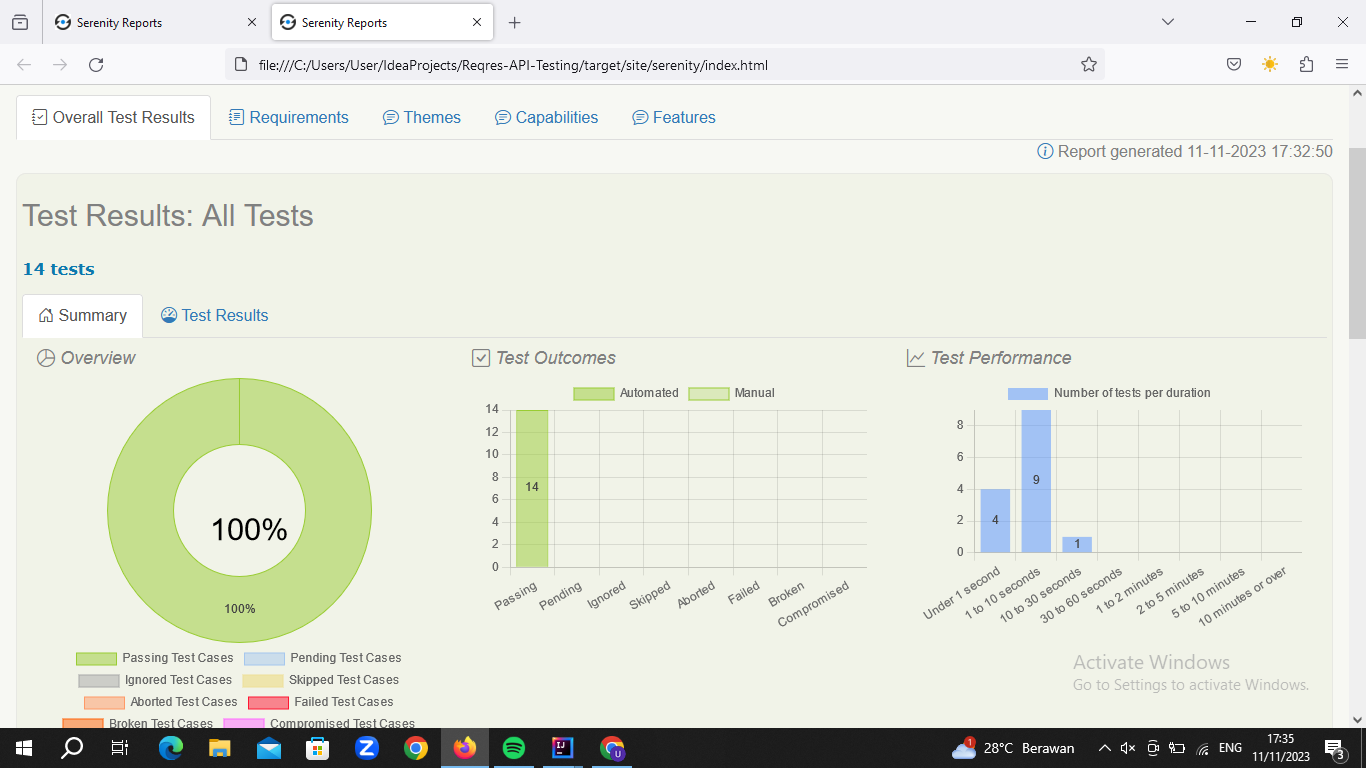 Serenity Reports
Serenity Reports
file:///C:/Users/User/IdeaProjects/Reqres-API-Testing/target/site/serenity/index.html
Overall Test Results Requirements Themes Capabilities Features
Report generated 11-11-2023 17:32:50
Test Results: All Tests
14 tests
Summary Test Results
Overview
100%
100%
Passing Test Cases Pending Test Cases
Ignored Test Cases Skipped Test Cases
Aborted Test Cases Failed Test Cases
Broken Test Cases Compromised Test Cases
Test Outcomes
Automated Manual
14
12
10
8
6
4
2
0
14
Passing Pending Ignored Skipped Aborted Failed Broken Compromised
Test Performance
Number of tests per duration
8
6
4
2
0
4
9
1
Under 1 second 1 to 10 seconds 10 to 30 seconds 30 to 60 seconds 1 to 2 minutes 2 to 5 minutes 5 to 10 minutes 10 minutes or over
Activate Windows
Go to Settings to activate Windows.
Z
IJ
U
1
28°C Berawan
ENG
17:35
11/11/2023
3